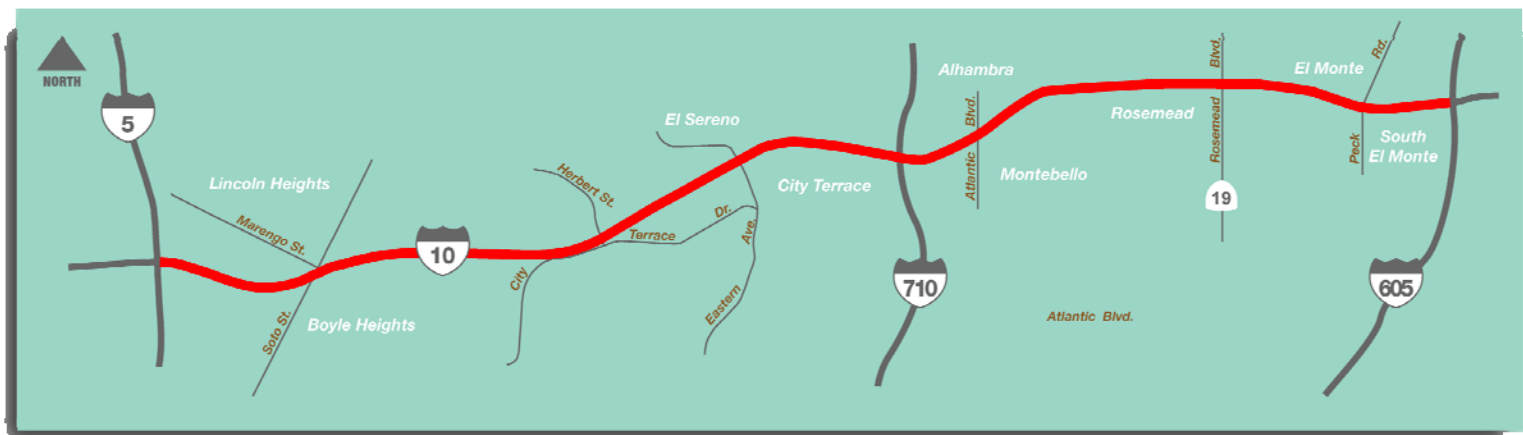 NORTH
5
Lincoln Heights
Marengo St.
Soto St.
Boyle Heights
10
El Sereno
Herbert St.
City
Terrace
Dr.
Eastern
Ave.
City Terrace
710
Alhambra
Atlantic Blvd.
Montebello
Atlantic Blvd.
Rosemead
Rosemead Blvd.
19
El Monte
Peck Rd.
South
El Monte
605